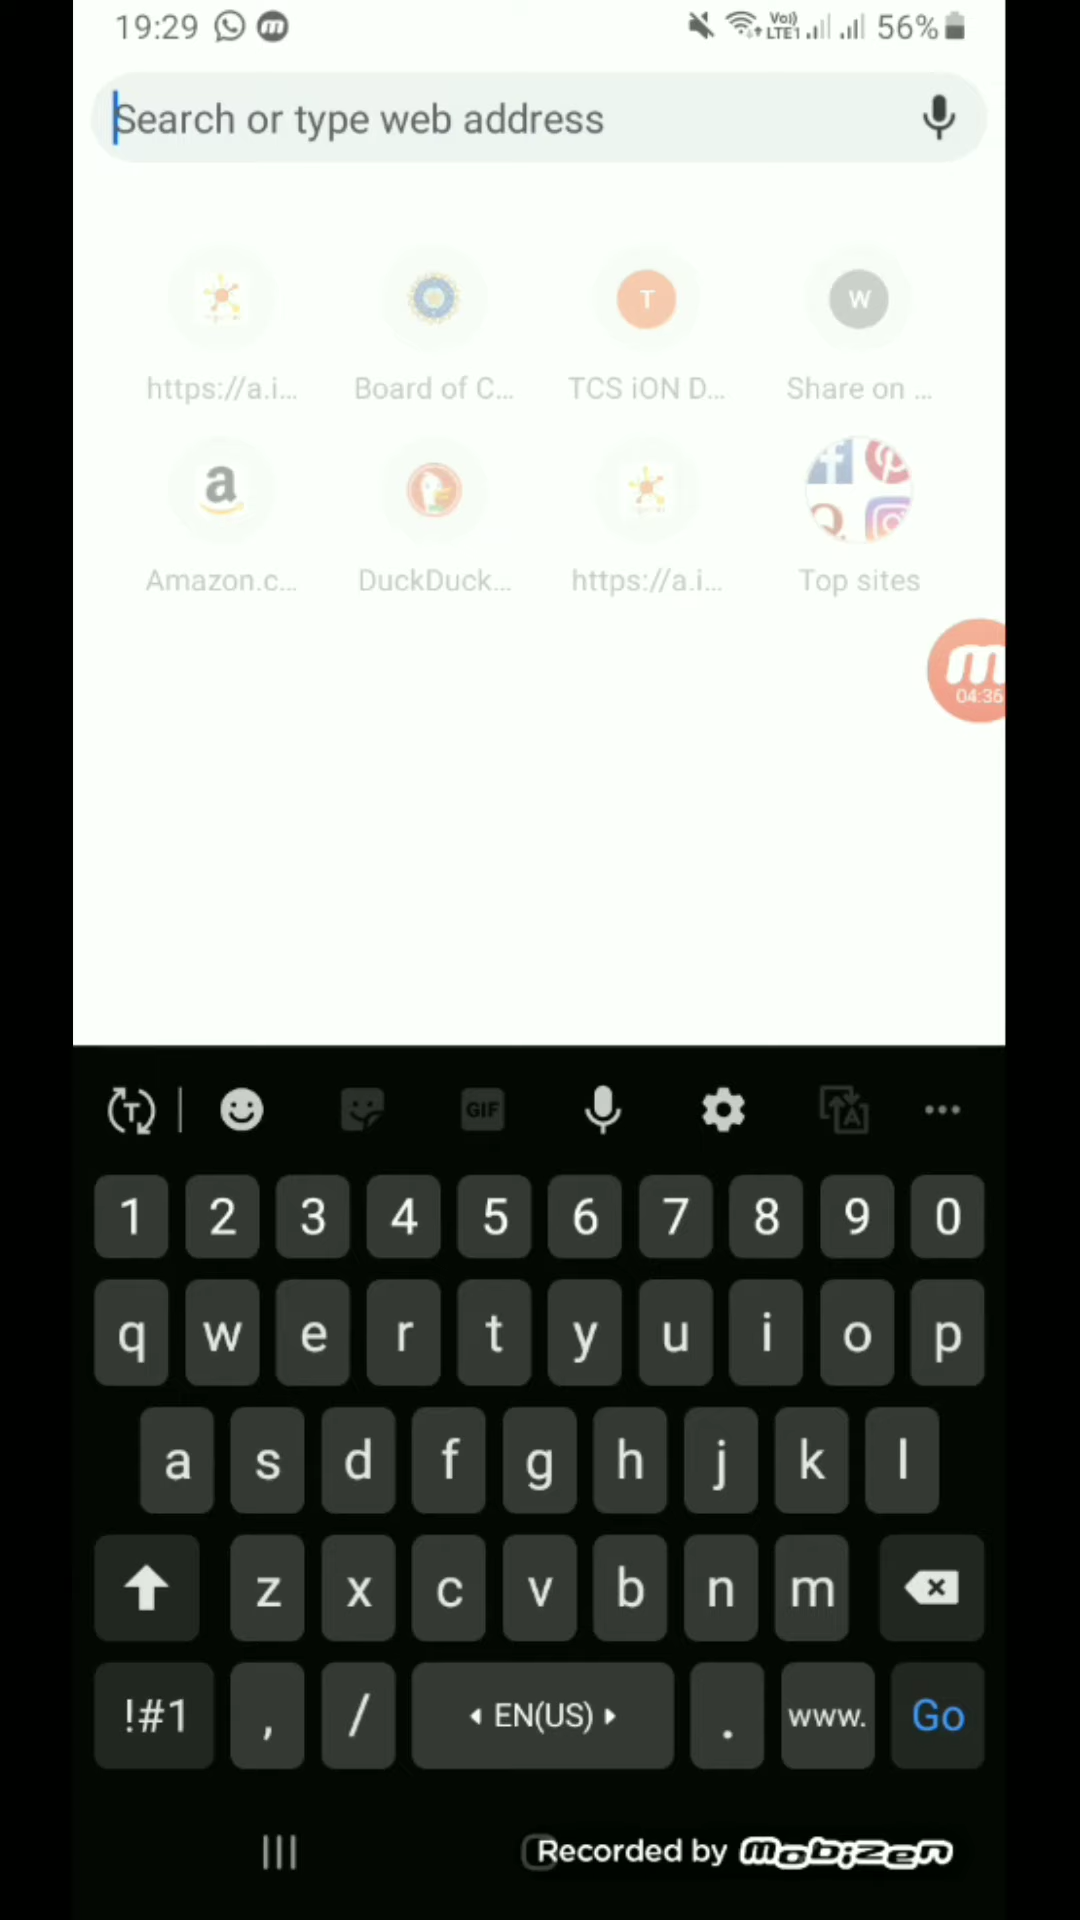 19:29 Vo) LTE1 56%
Search or type web address
T W
https://a.i... Board of C... TCS iON D... Share on ...
a
Amazon.c... DuckDuck... https://a.i... Top sites
m
04:36
T GIF A ...
1 2 3 4 5 6 7 8 9 0
q w e r t y u i o p
a s d f g h j k l
z x c v b n m
!#1 , / EN(US) . www. Go
Recorded by mobizen